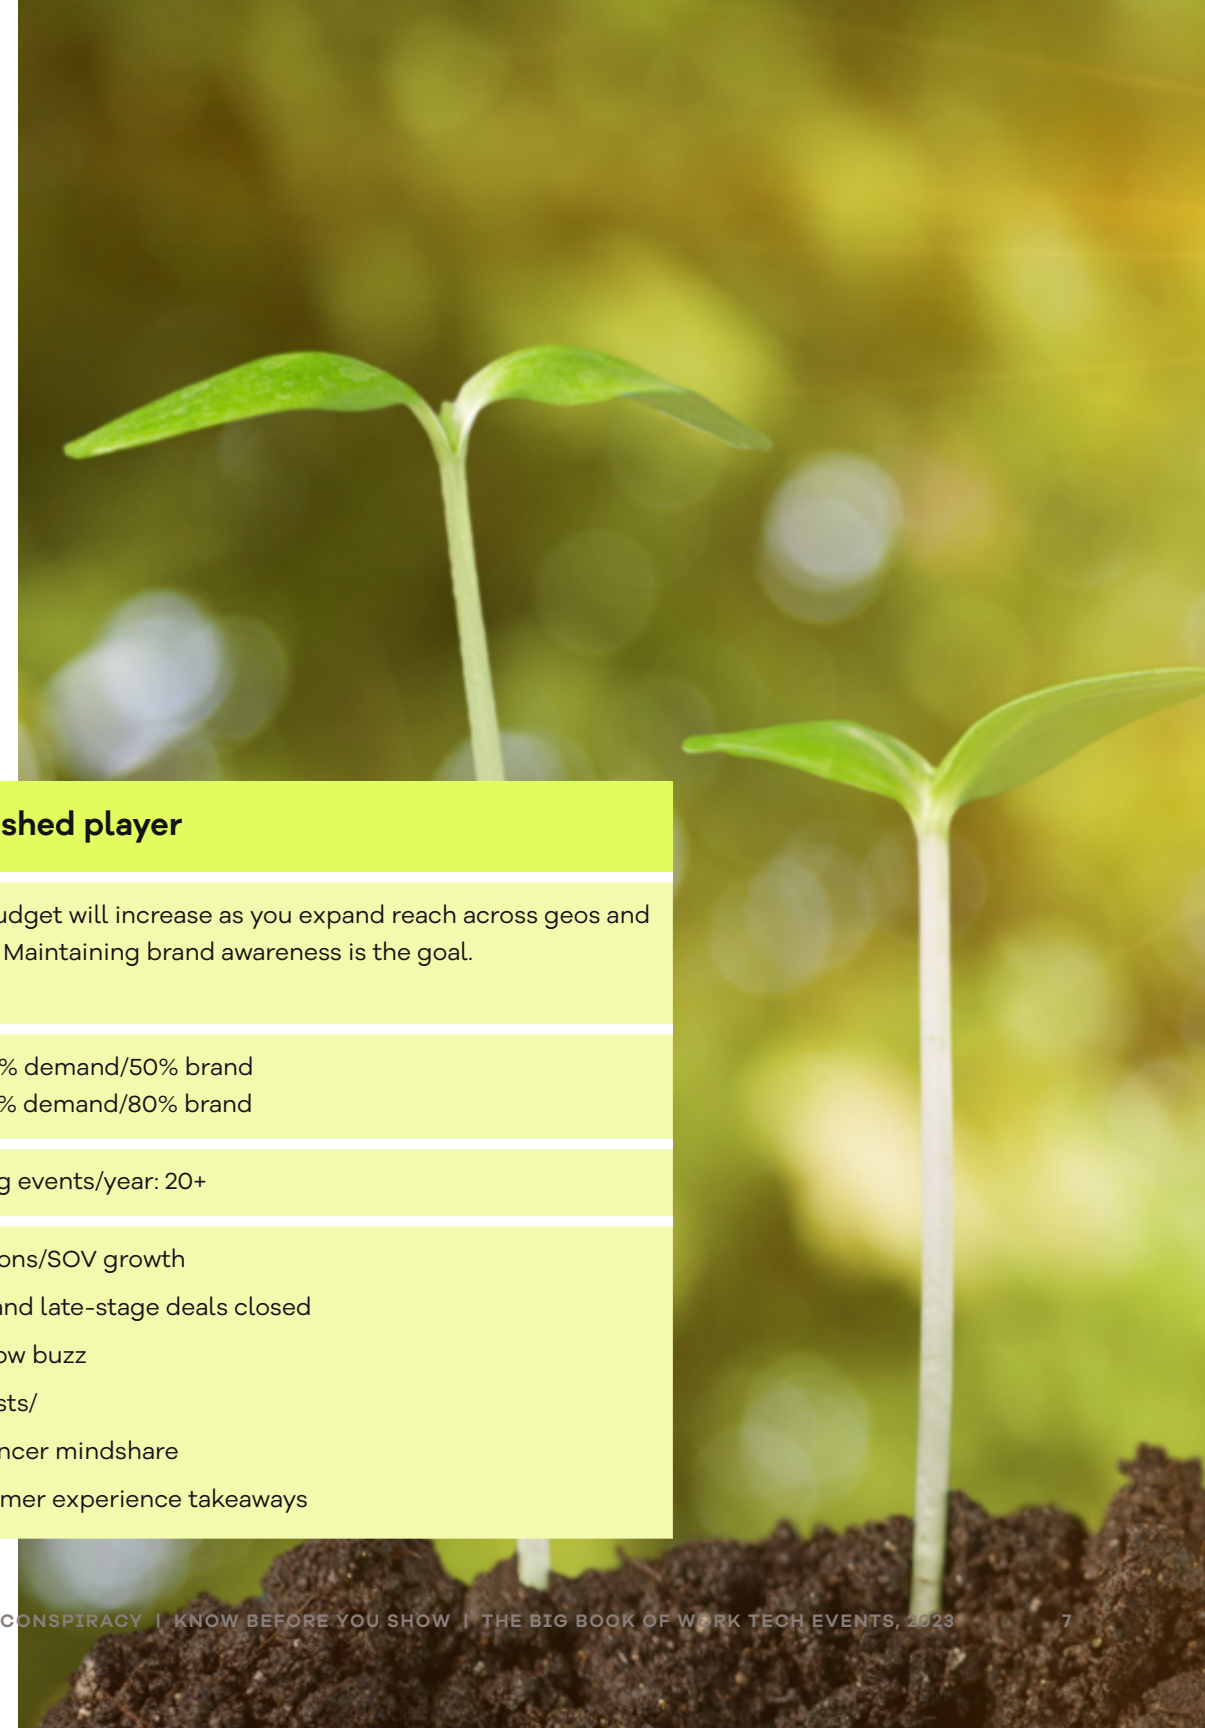 shed player
udget will increase as you expand reach across geos and
Maintaining brand awareness is the goal.
% demand/50% brand
% demand/80% brand
g events/year: 20+
ons/SOV growth
and late-stage deals closed
ow buzz
sts/
ncer mindshare
mer experience takeaways
CONSPIRACY | KNOW BEFORE YOU SHOW | THE BIG BOOK OF WORK TECH EVENTS, 2023 7